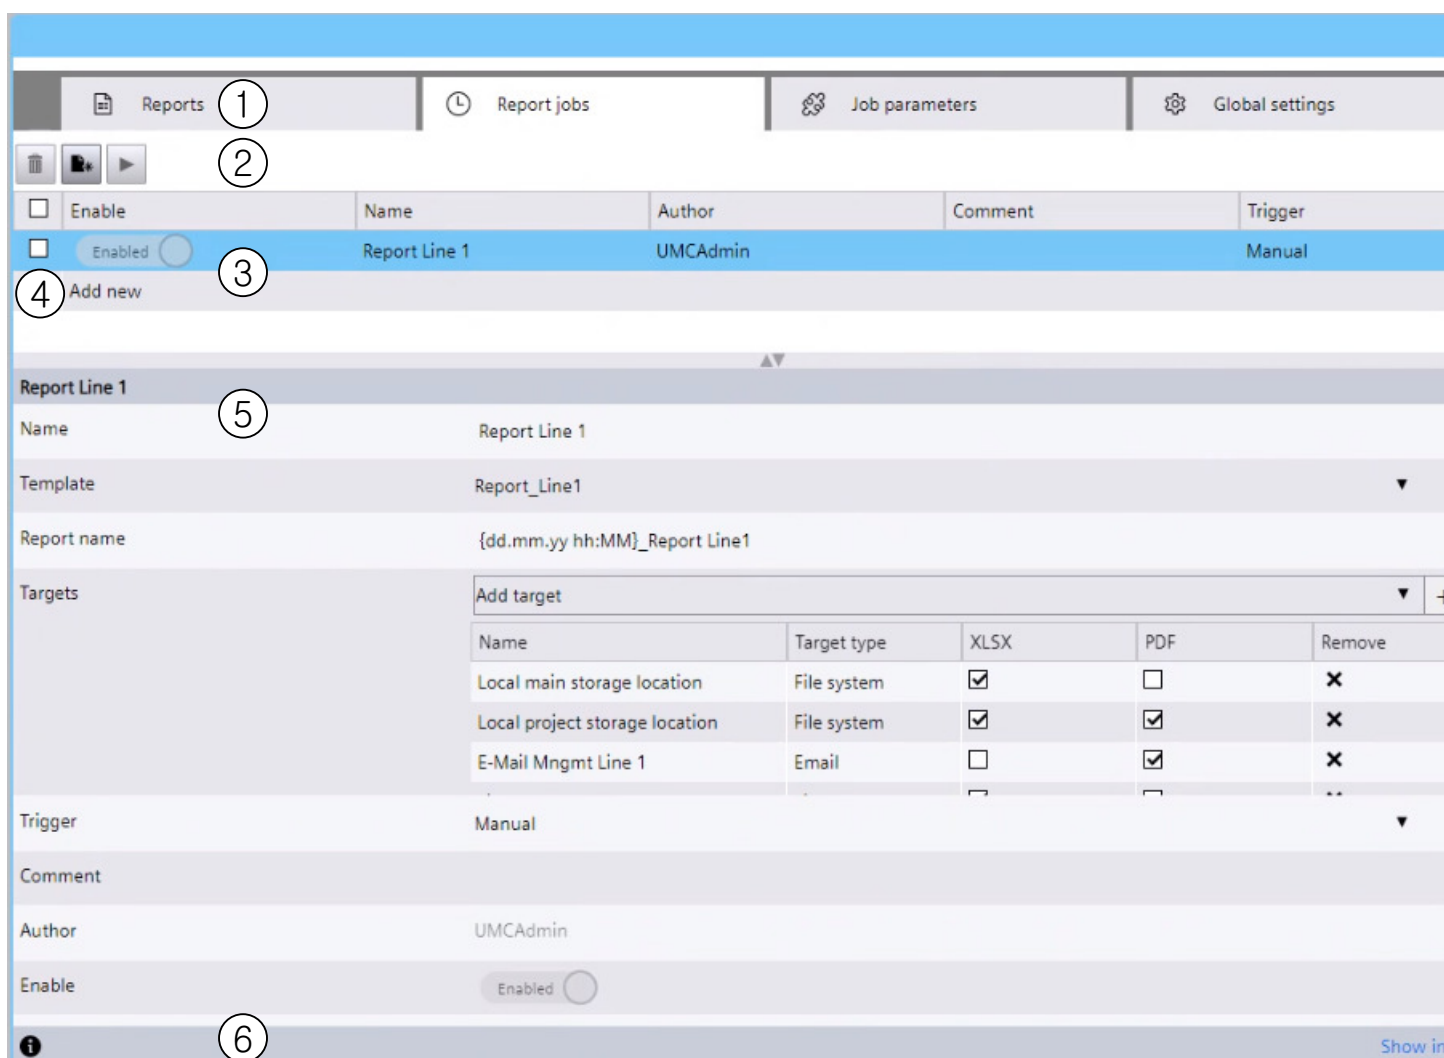 Reports 1 Report jobs Job parameters Global settings
2
Enable Name Author Comment Trigger
Enabled Report Line 1 UMCAdmin Manual
3
4 Add new
Report Line 1
5
Name Report Line 1
Template Report_Line1
Report name {dd.mm.yy hh:MM}_Report Line1
Targets Add target
Name Target type XLSX PDF Remove
Local main storage location File system
Local project storage location File system
E-Mail Mngmt Line 1 Email
Trigger Manual
Comment
Author UMCAdmin
Enable Enabled
6 Show